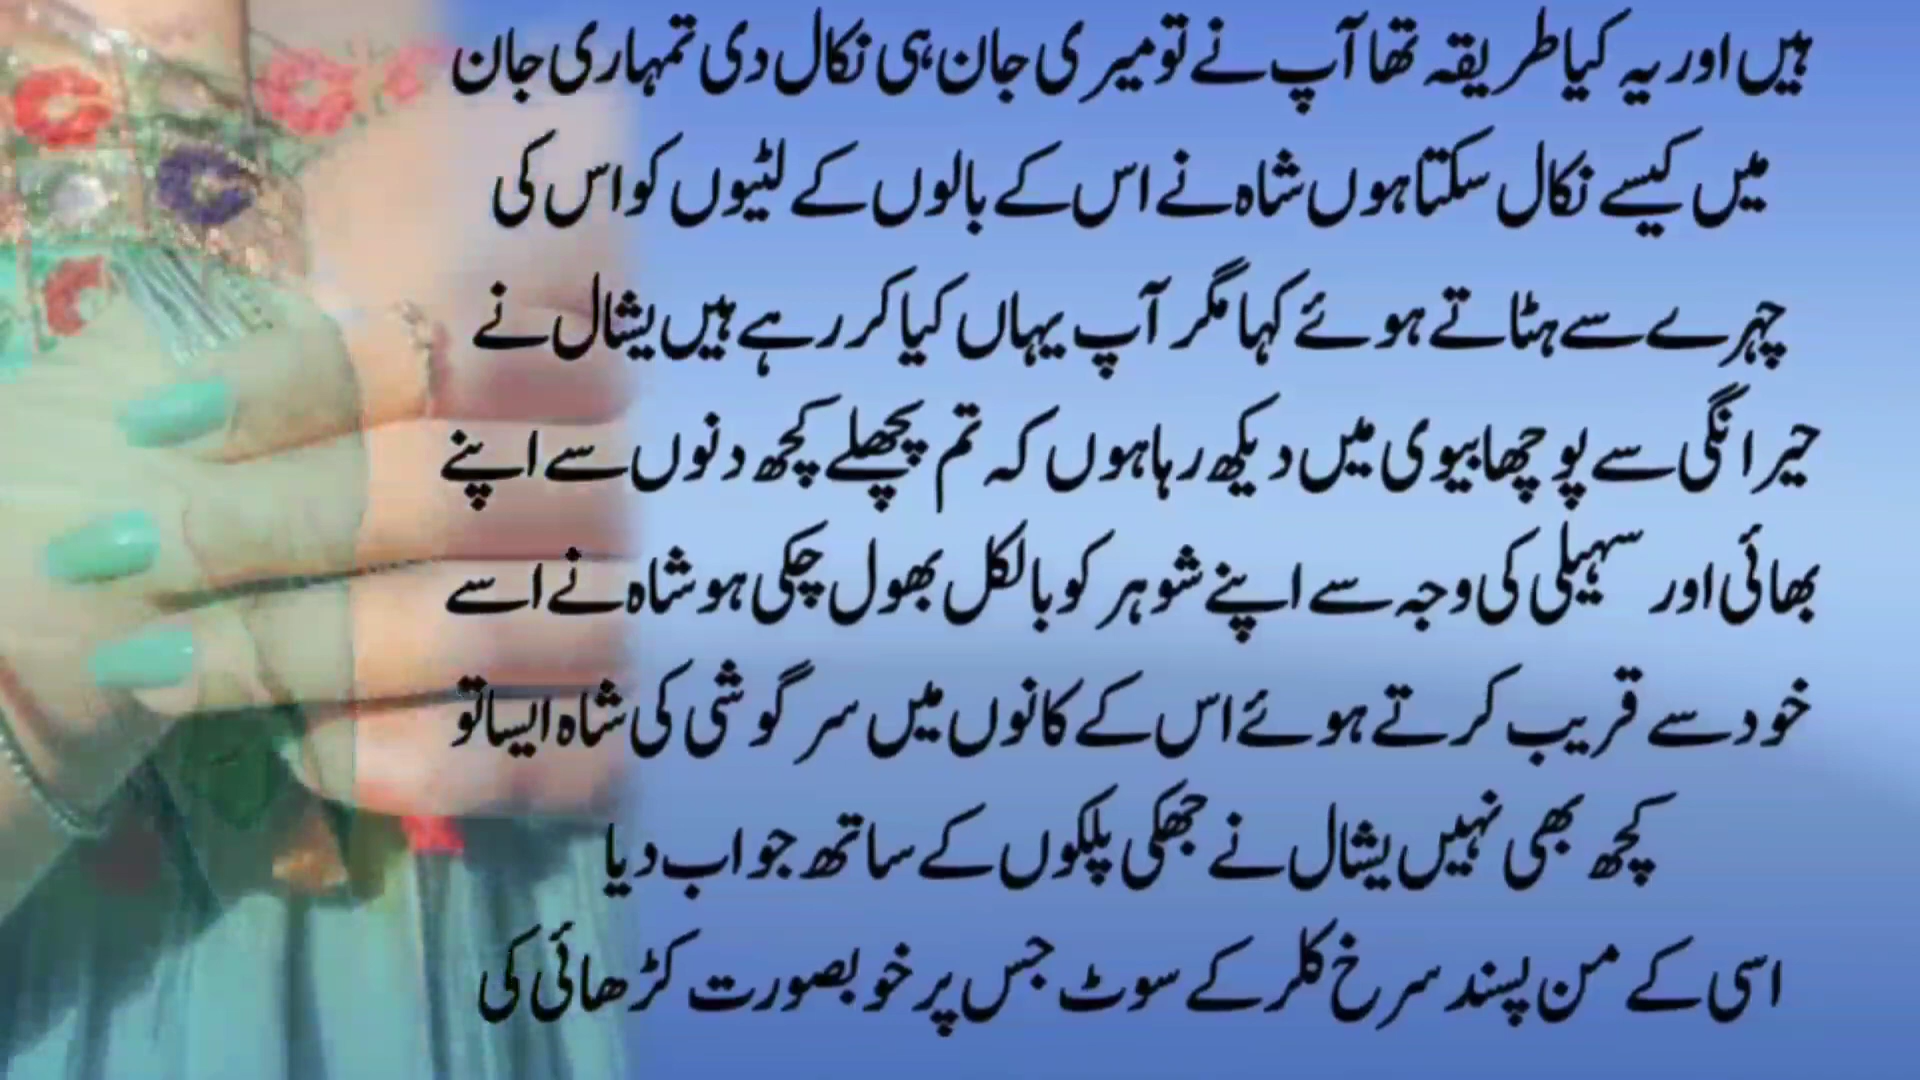 ہیں اور یہ کیا طریقہ تھا آپ نے تو میری جان ہی نکال دی تمہاری جان
میں کیسے نکال سکتا ہوں شاہ نے اس کے بالوں کے لٹیوں کو اس کی
چہرے سے ہٹاتے ہوئے کہا مگر آپ یہاں کیا کر رہے ہیں یشال نے
حیرانگی سے پوچھا بیوی میں دیکھ رہا ہوں کہ تم پچھلے کچھ دنوں سے اپنے
بھائی اور سہیلی کی وجہ سے اپنے شوہر کو بالکل بھول چکی ہو شاہ نے اسے
خود سے قریب کرتے ہوئے اس کے کانوں میں سرگوشی کی شاہ ایسا تو
کچھ بھی نہیں یشال نے جھکی پلکوں کے ساتھ جواب دیا
اسی کے من پسند سرخ کلر کے سوٹ جس پر خوبصورت کڑھائی کی